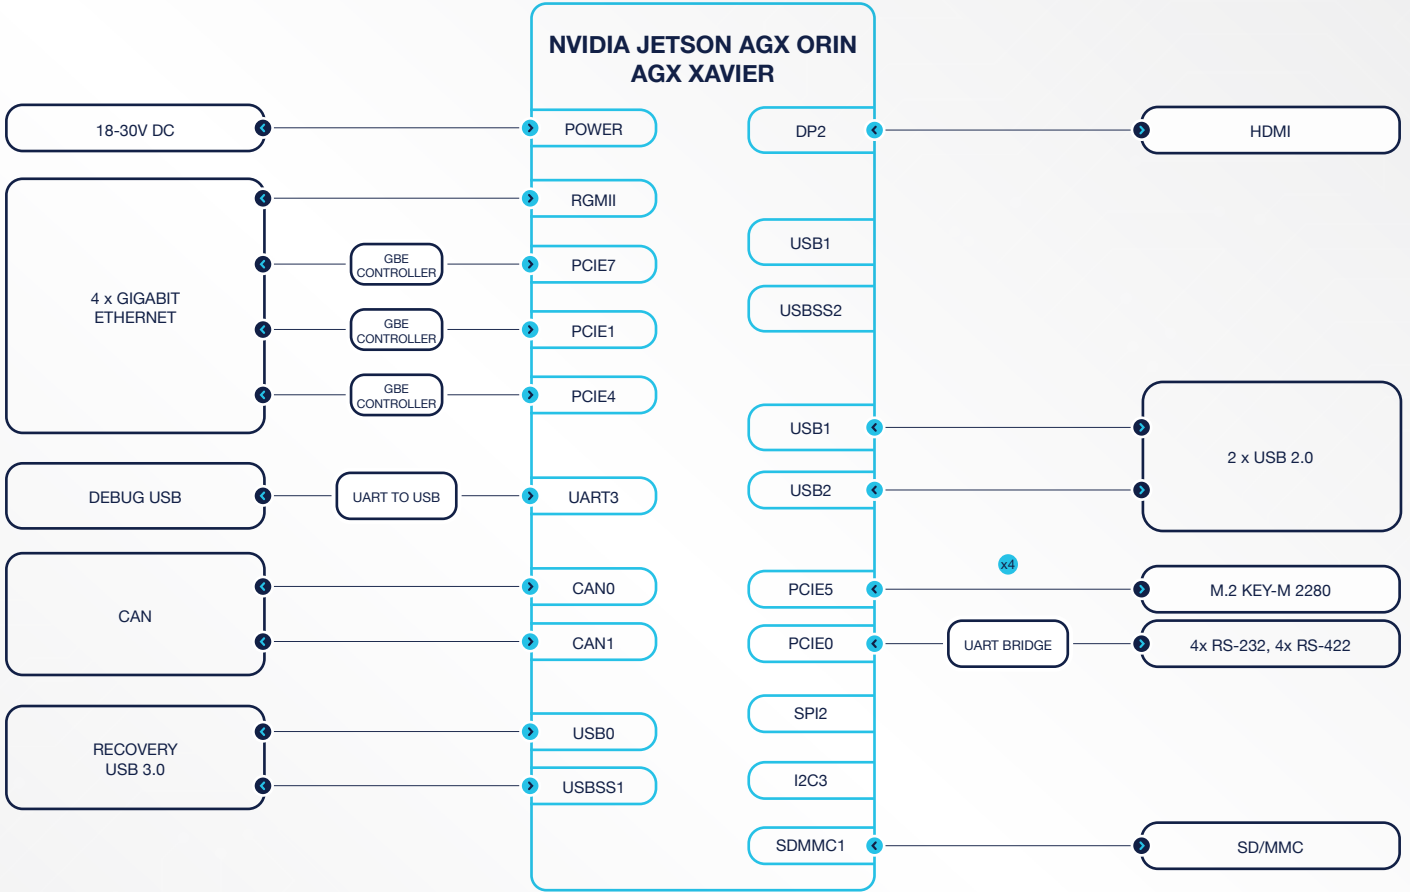 NVIDIA JETSON AGX ORIN
AGX XAVIER
18-30V DC
POWER
DP2
HDMI
4 x GIGABIT
ETHERNET
RGMII
GBE
CONTROLLER
PCIE7
GBE
CONTROLLER
PCIE1
GBE
CONTROLLER
PCIE4
USB1
USBSS2
USB1
USB2
2 x USB 2.0
DEBUG USB
UART TO USB
UART3
CAN
CAN0
CAN1
x4
PCIE5
M.2 KEY-M 2280
PCIE0
UART BRIDGE
4x RS-232, 4x RS-422
RECOVERY
USB 3.0
USB0
USBSS1
SPI2
I2C3
SDMMC1
SD/MMC